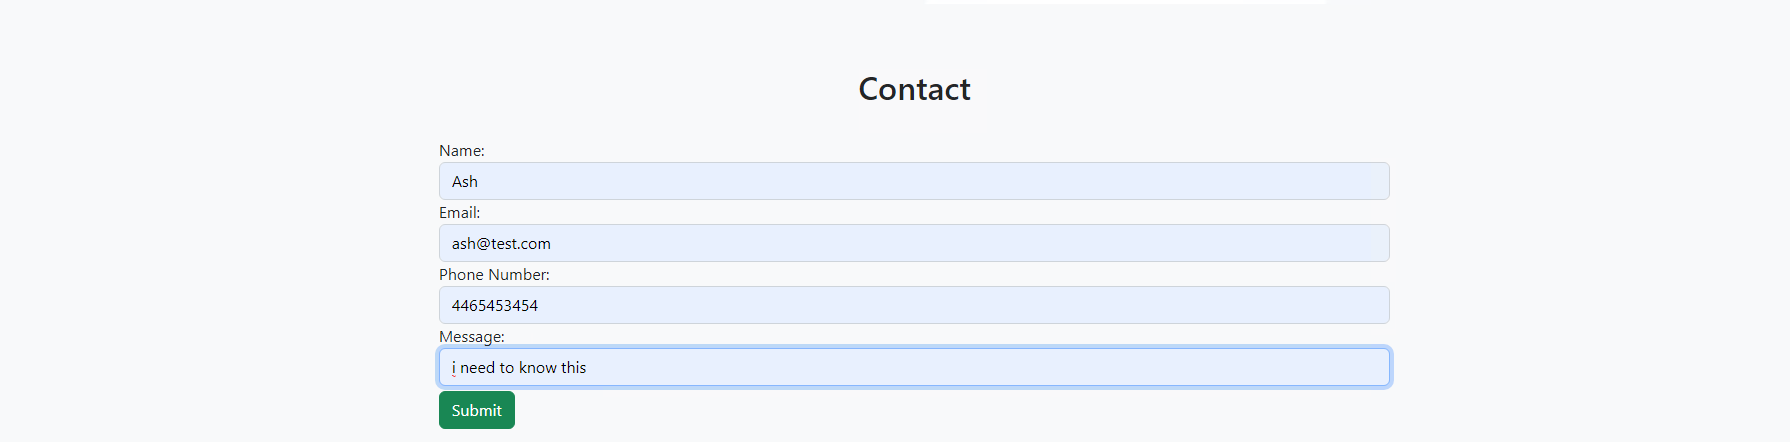 Contact
Name:
Ash
Email:
ash@test.com
Phone Number:
4465453454
Message:
i need to know this
Submit